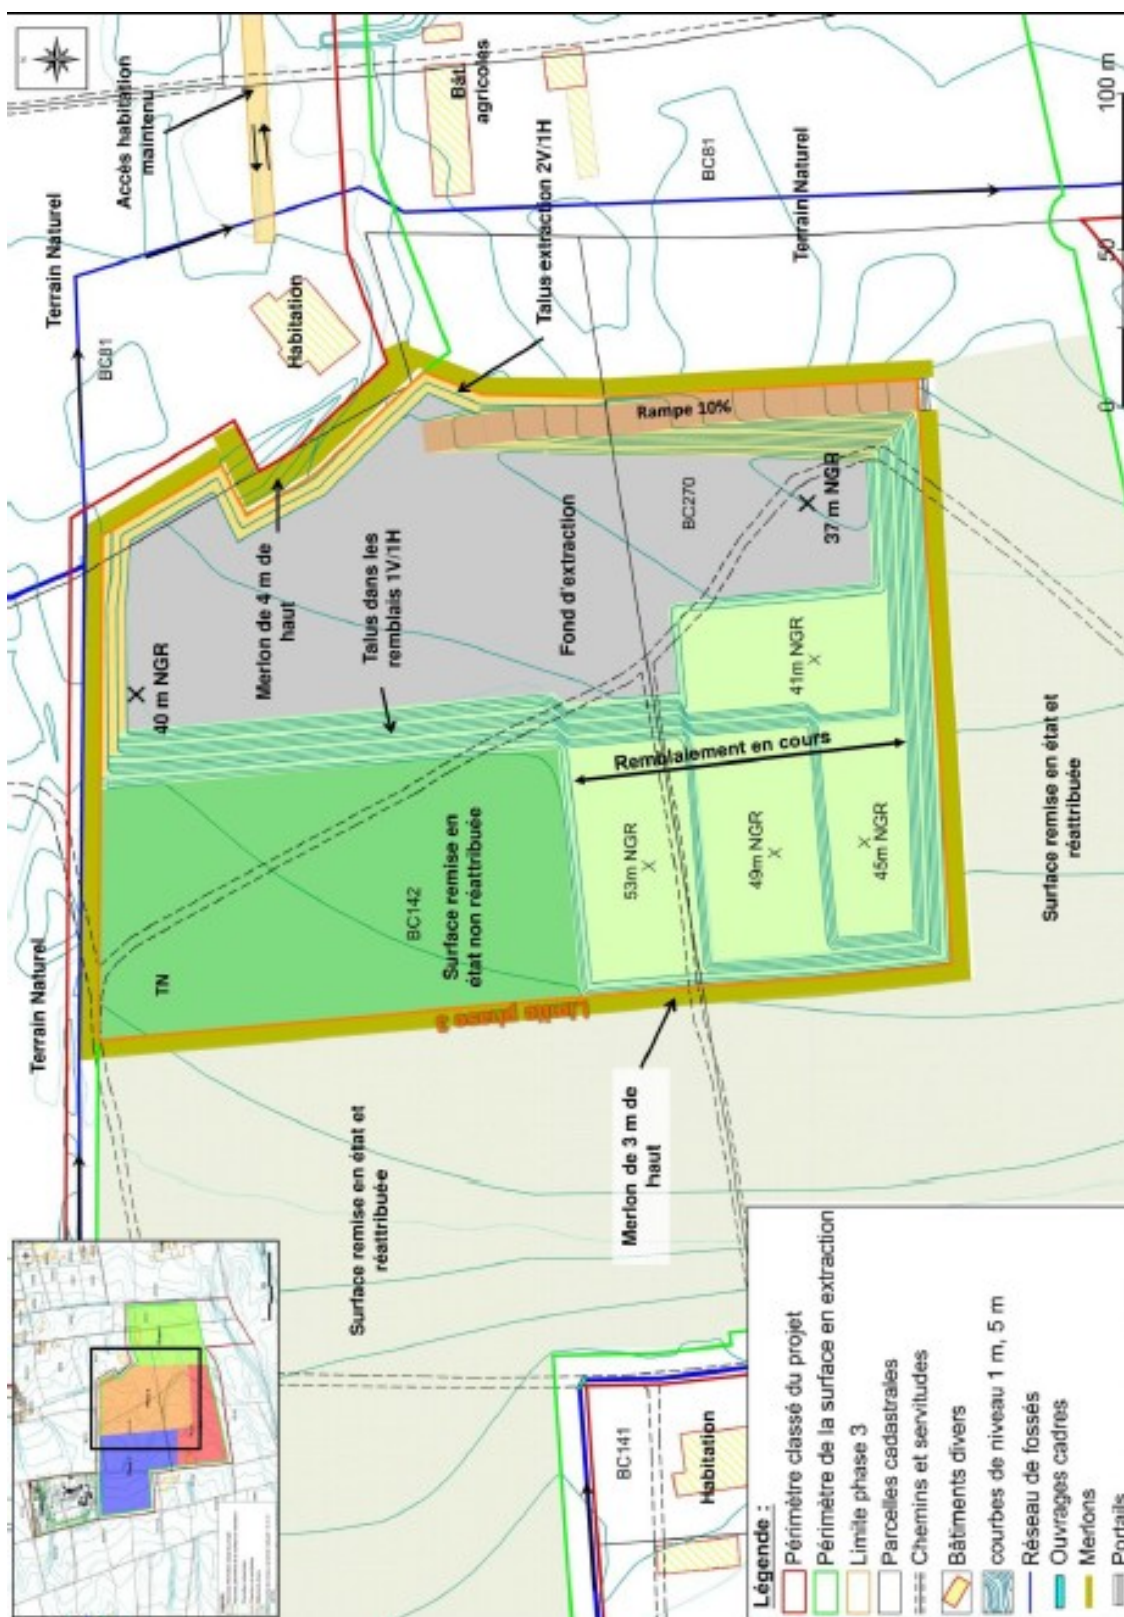 Terrain Naturel
Surface remise en état et
réattribuée
Terrain Naturel
TN
BC142
Surface remise en
état non réattribuée
Limite phase 3
40 m NGR
Merlon de 4 m de
haut
Talus dans les
remblais 1V/1H
Fond d'extraction
BC81
Terrain Naturel
Habitation
Accès habitation
maintenu
Bât.
agricoles
Talus extraction 2V/1H
Rampe 10%
BC270
37 m NGR
Remblaiement en cours
53m NGR
49m NGR
45m NGR
41m NGR
BC81
Terrain Naturel
Merlon de 3 m de
haut
Surface remise en état et
réattribuée
BC141
Habitation
0
50
100 m
Légende :
Périmètre classé du projet
Périmètre de la surface en extraction
Limite phase 3
Parcelles cadastrales
Chemins et servitudes
Bâtiments divers
courbes de niveau 1 m, 5 m
Réseau de fossés
Ouvrages cadres
Merlons
Portails